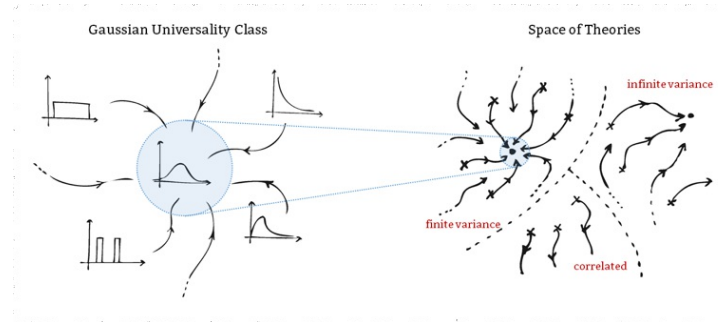 Gaussian Universality Class
Space of Theories
infinite variance
finite variance
correlated